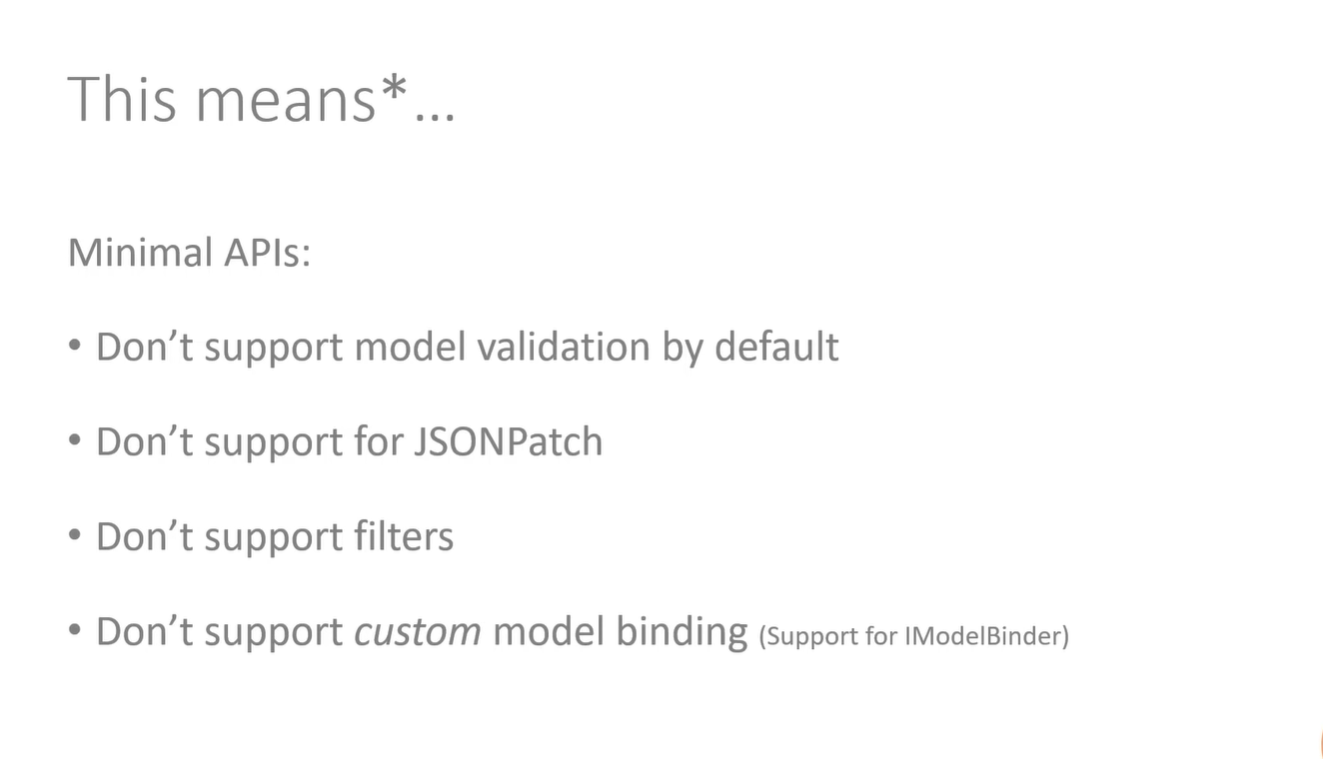 This means*...
Minimal APIs:
• Don’t support model validation by default
• Don’t support for JSONPatch
• Don’t support filters
• Don’t support custom model binding (Support for IModelBinder)